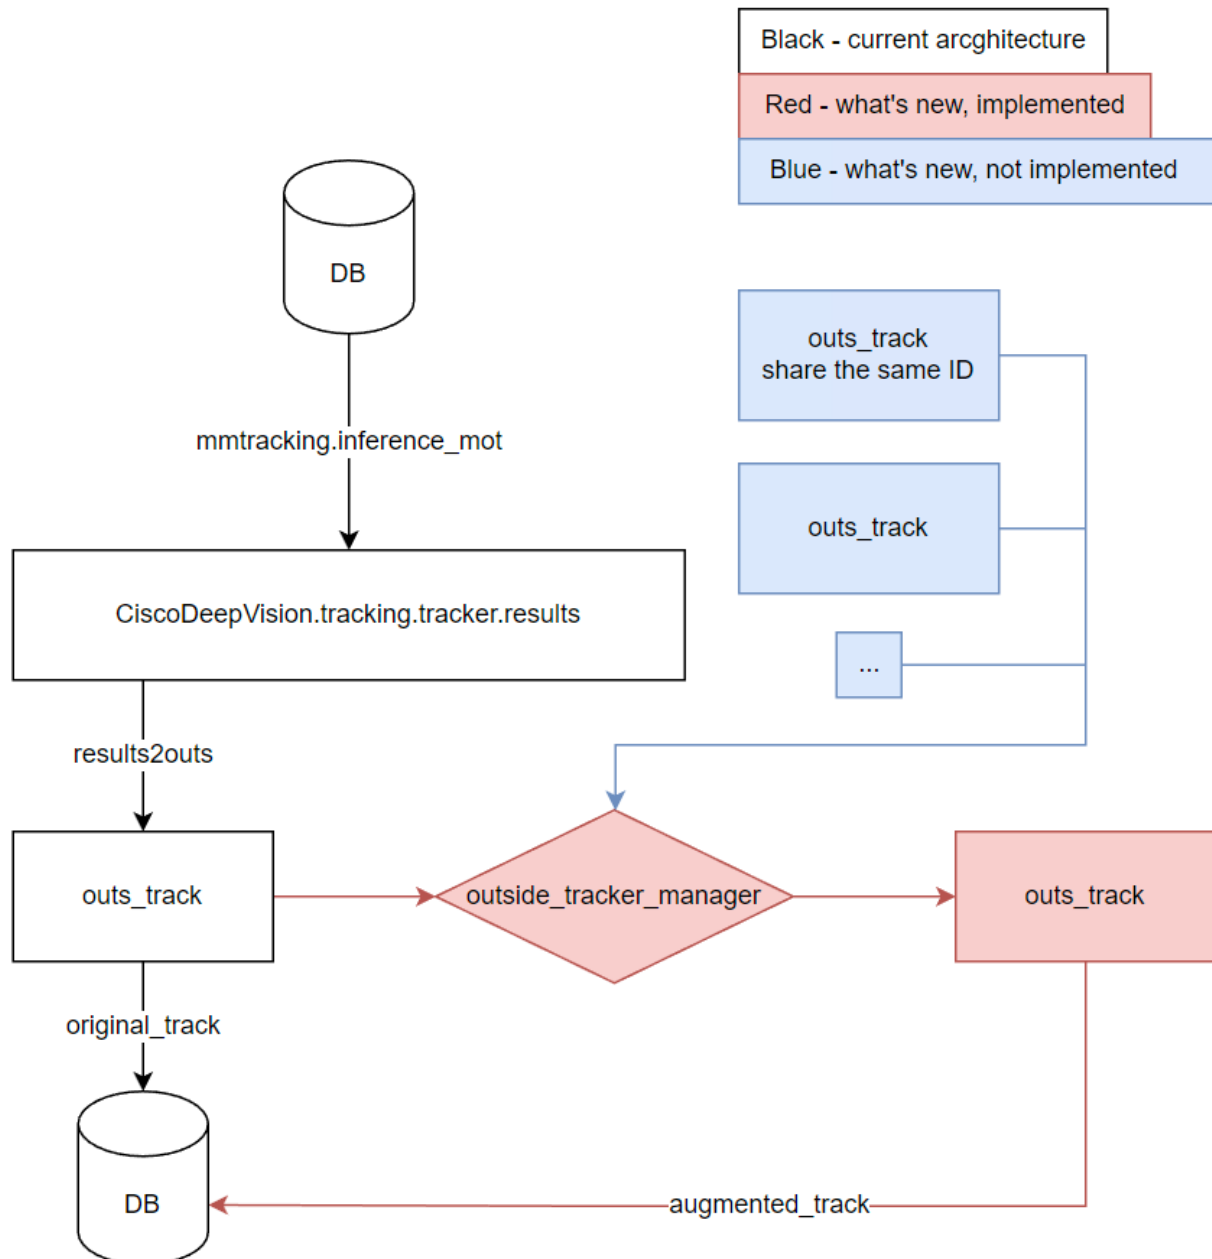 Black - current arcghitecture
Red - what's new, implemented
Blue - what's new, not implemented
DB
outs_track
share the same ID
mmtracking.inference_mot
outs_track
CiscoDeepVision.tracking.tracker.results
...
results2outs
outs_track
outside_tracker_manager
outs_track
original_track
DB
augmented_track